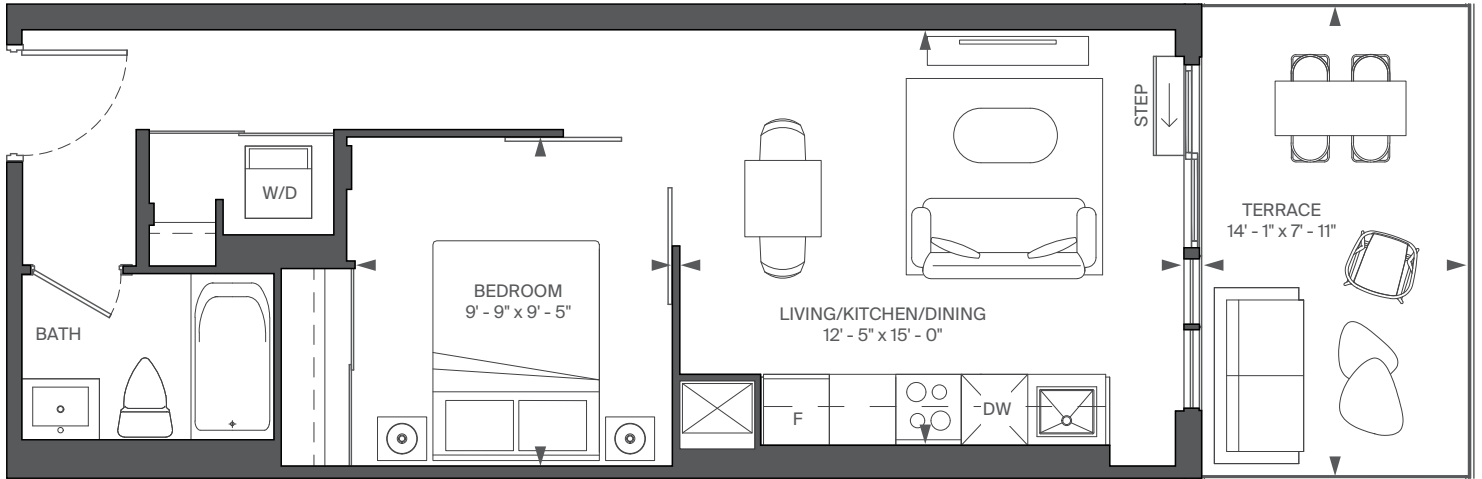 STEP
W/D
TERRACE
14' - 1" x 7' - 11"
BEDROOM
9' - 9" x 9' - 5"
LIVING/KITCHEN/DINING
12' - 5" x 15' - 0"
BATH
F
DW